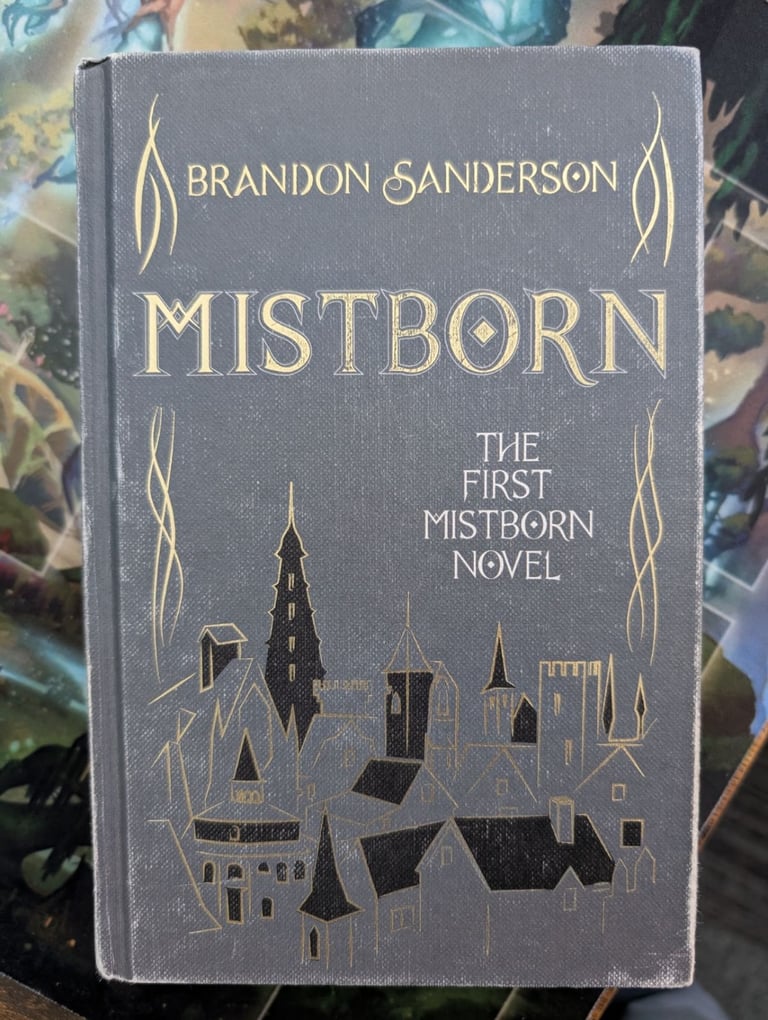 BRANDON SANDERSON
MISTBORN
THE
FIRST
MISTBORN
NOVEL